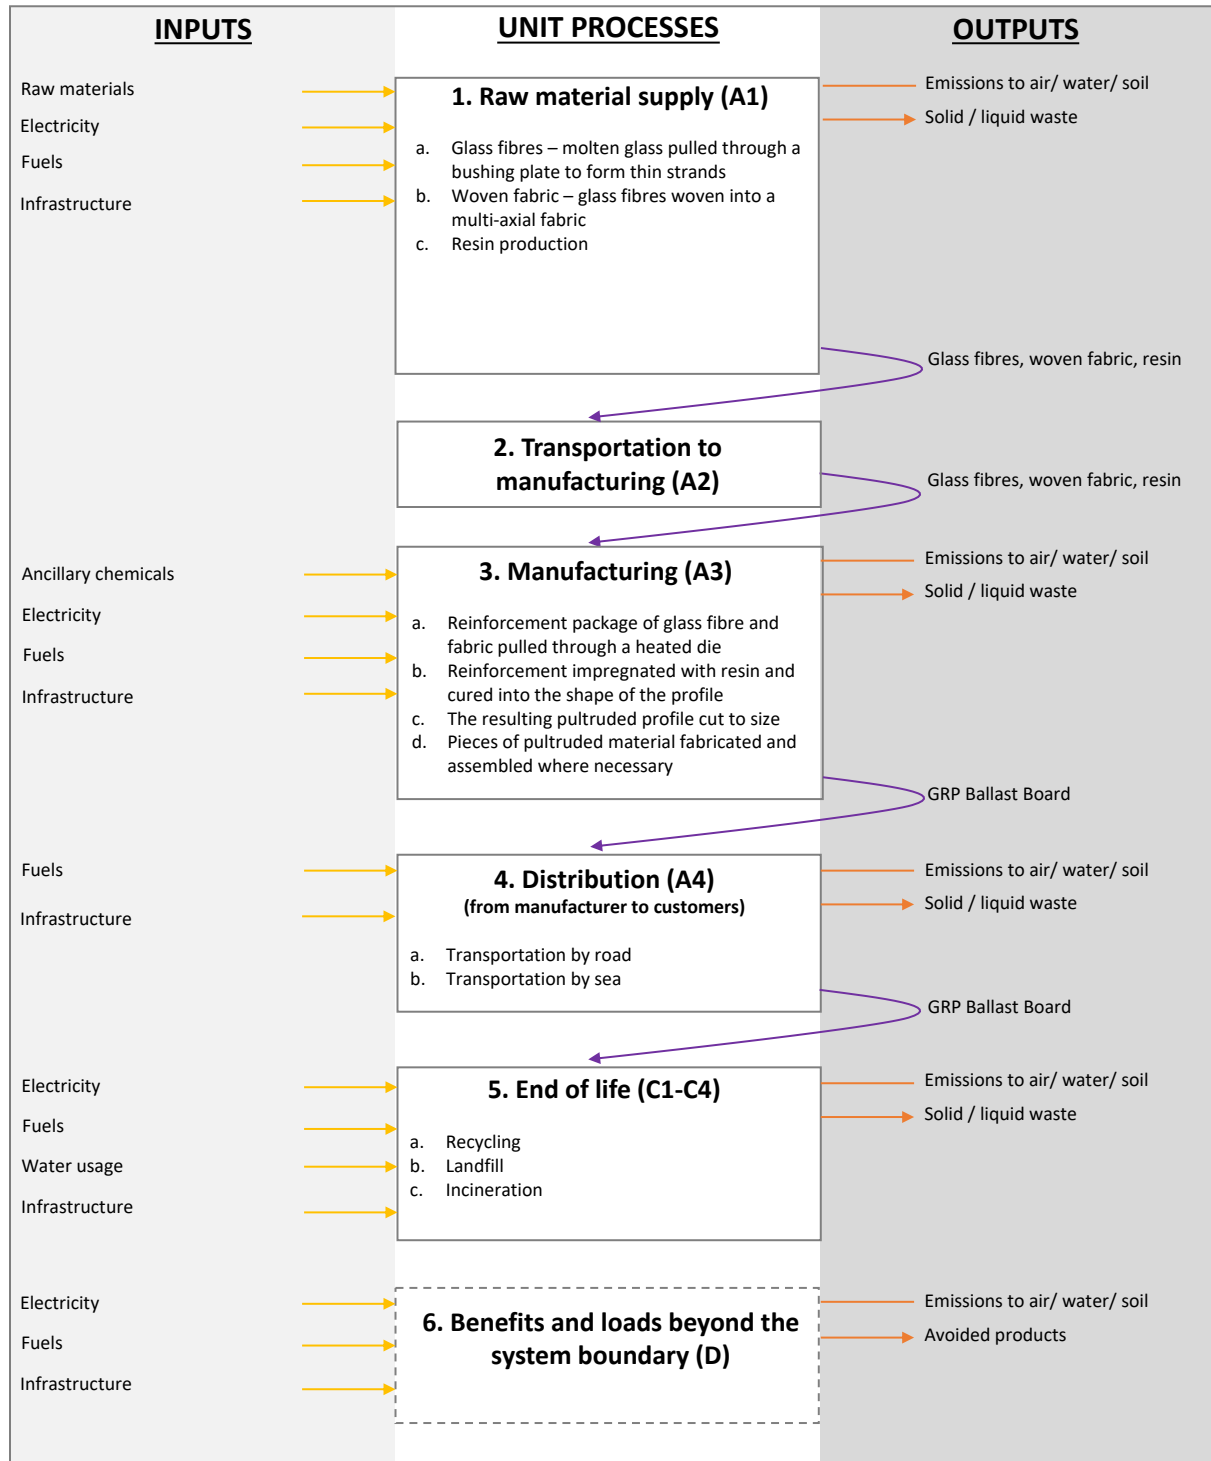 INPUTS
UNIT PROCESSES
OUTPUTS
Raw materials
Electricity
Fuels
Infrastructure
1. Raw material supply (A1)
a. Glass fibres – molten glass pulled through a
bushing plate to form thin strands
b. Woven fabric – glass fibres woven into a
multi-axial fabric
c. Resin production
Emissions to air/ water/ soil
Solid / liquid waste
Glass fibres, woven fabric, resin
2. Transportation to
manufacturing (A2)
Glass fibres, woven fabric, resin
Ancillary chemicals
Electricity
Fuels
Infrastructure
3. Manufacturing (A3)
a. Reinforcement package of glass fibre and
fabric pulled through a heated die
b. Reinforcement impregnated with resin and
cured into the shape of the profile
c. The resulting pultruded profile cut to size
d. Pieces of pultruded material fabricated and
assembled where necessary
Emissions to air/ water/ soil
Solid / liquid waste
GRP Ballast Board
Fuels
Infrastructure
4. Distribution (A4)
(from manufacturer to customers)
a. Transportation by road
b. Transportation by sea
Emissions to air/ water/ soil
Solid / liquid waste
GRP Ballast Board
Electricity
Fuels
Water usage
Infrastructure
5. End of life (C1-C4)
a. Recycling
b. Landfill
c. Incineration
Emissions to air/ water/ soil
Solid / liquid waste
Electricity
Fuels
Infrastructure
6. Benefits and loads beyond the
system boundary (D)
Emissions to air/ water/ soil
Avoided products